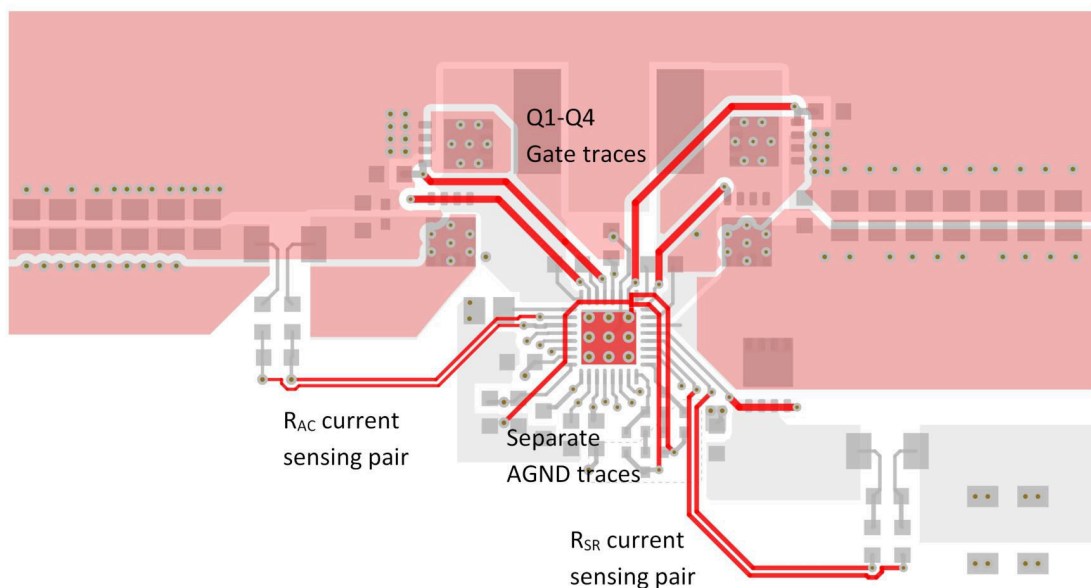 Q1-Q4
Gate traces
RAC current
sensing pair
Separate
AGND traces
RSR current
sensing pair